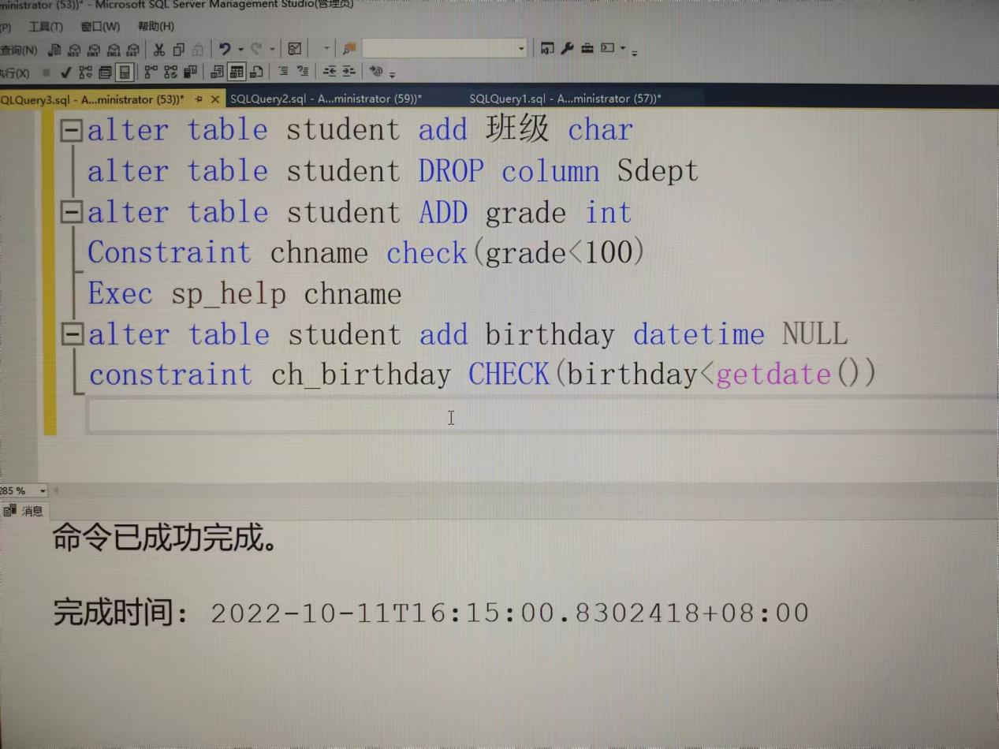 ministrator (53))* - Microsoft SQL Server Management Studio(管理员)
(P) 工具(T) 窗口(W) 帮助(H)
查询(N)
执行(X)
QLQuery3.sql - A...ministrator (53))* SQLQuery2.sql - A...ministrator (59))* SQLQuery1.sql - A...ministrator (57))*
alter table student add 班级 char
alter table student DROP column Sdept
alter table student ADD grade int
Constraint chname check(grade<100)
Exec sp_help chname
alter table student add birthday datetime NULL
constraint ch_birthday CHECK(birthday<getdate())
285 %
消息
命令已成功完成。
完成时间: 2022-10-11T16:15:00.8302418+08:00